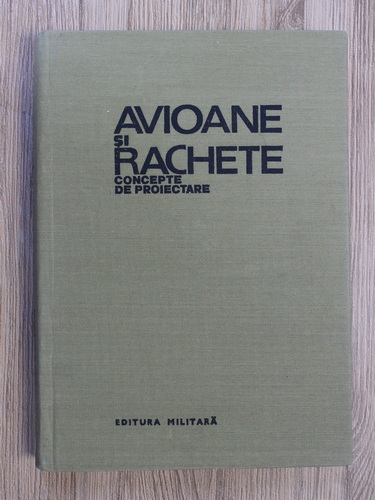 AVIOANE
ȘI
RACHETE
CONCEPTE
DE PROIECTARE
EDITURA MILITARĂ